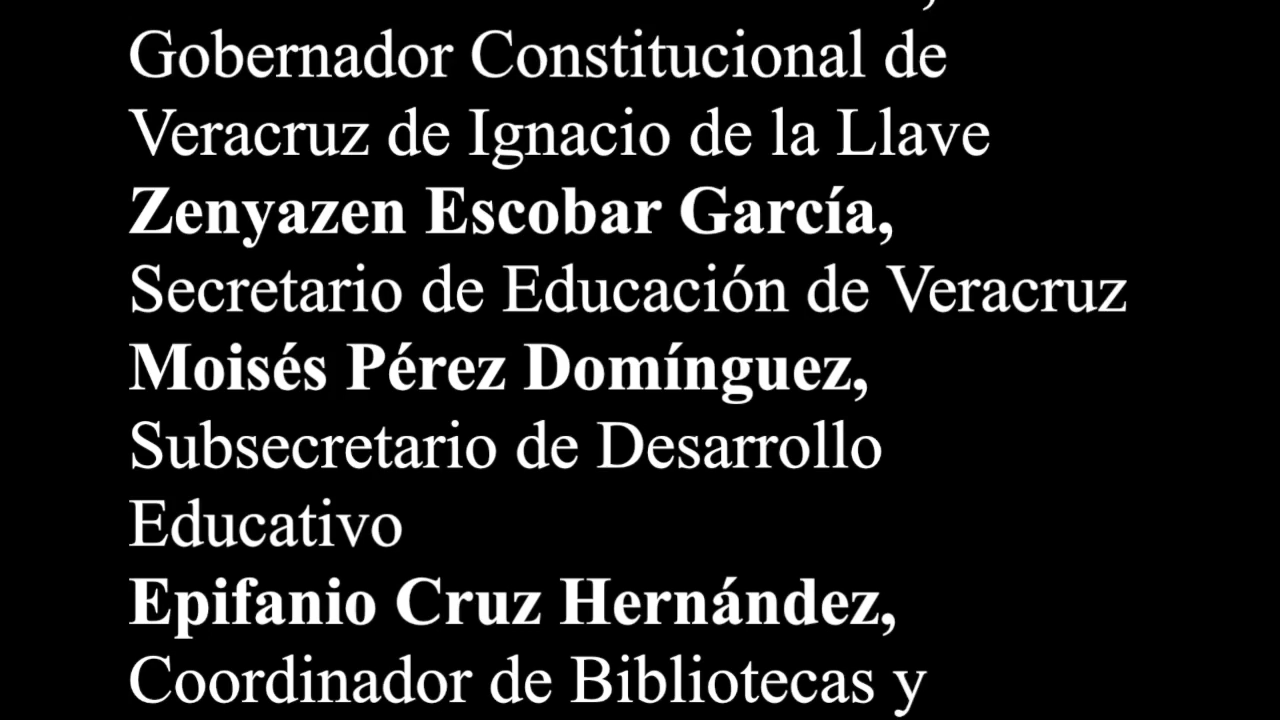 Gobernador Constitucional de
Veracruz de Ignacio de la Llave
Zenyazen Escobar García,
Secretario de Educación de Veracruz
Moisés Pérez Domínguez,
Subsecretario de Desarrollo
Educativo
Epifanio Cruz Hernández,
Coordinador de Bibliotecas y